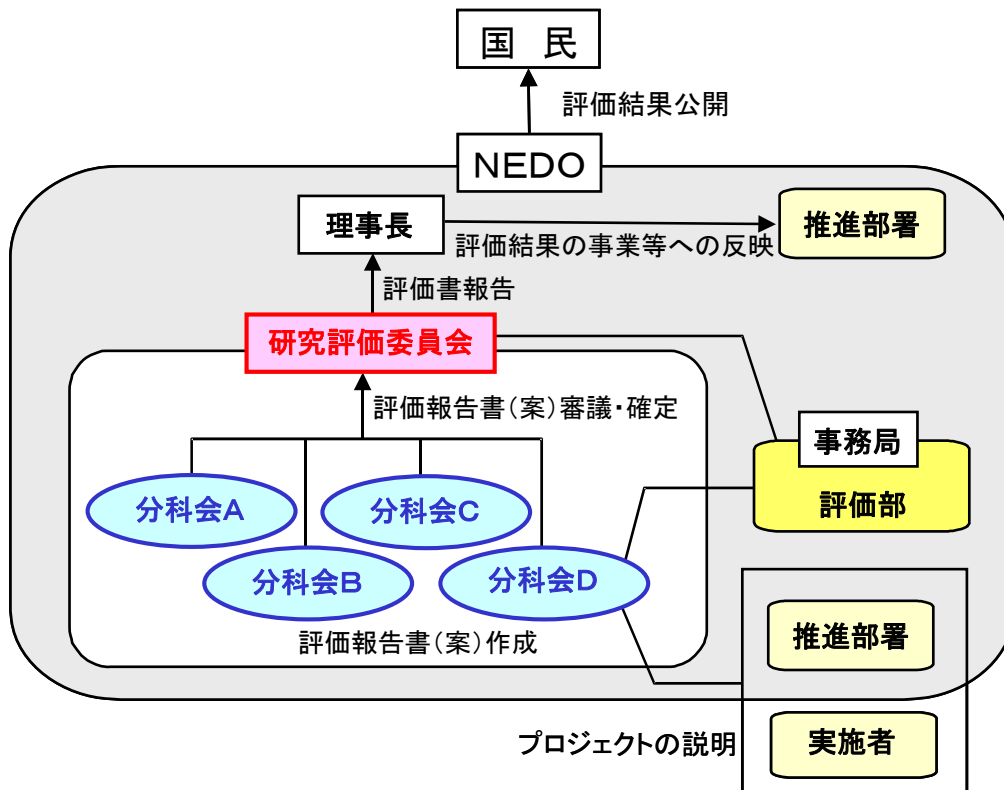 国　民
評価結果公開
NEDO
理事長
推進部署
評価結果の事業等への反映
評価書報告
研究評価委員会
評価報告書(案)審議・確定
事務局
評価部
分科会A
分科会C
分科会B
分科会D
評価報告書(案)作成
推進部署
プロジェクトの説明
実施者